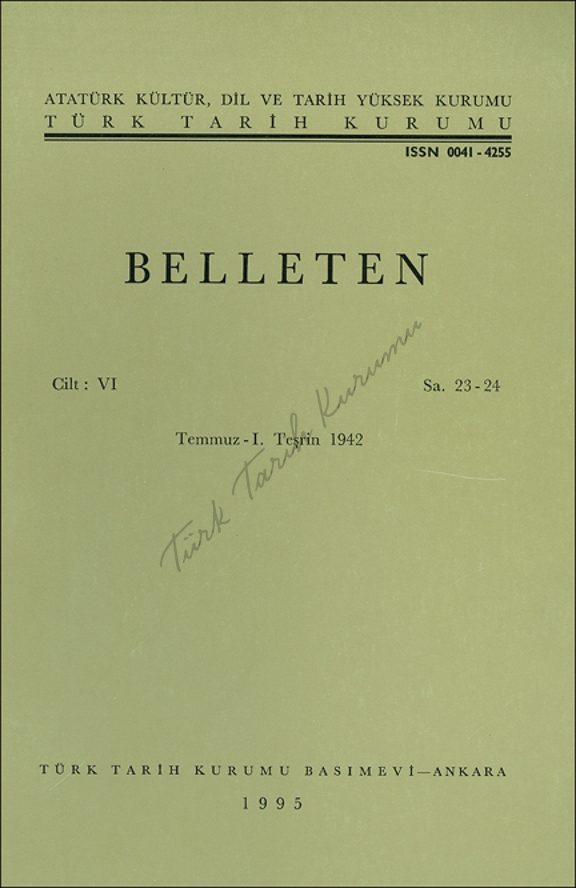 ATATÜRK KÜLTÜR, DİL VE TARİH YÜKSEK KURUMU
TÜRK TARİH KURUMU
ISSN 0041-4255
BELLETEN
Cilt : VI Sa. 23-24
Temmuz-I. Teşrin 1942
Türk Tarih Kurumu
TÜRK TARİH KURUMU BASIMEVİ—ANKARA
1995